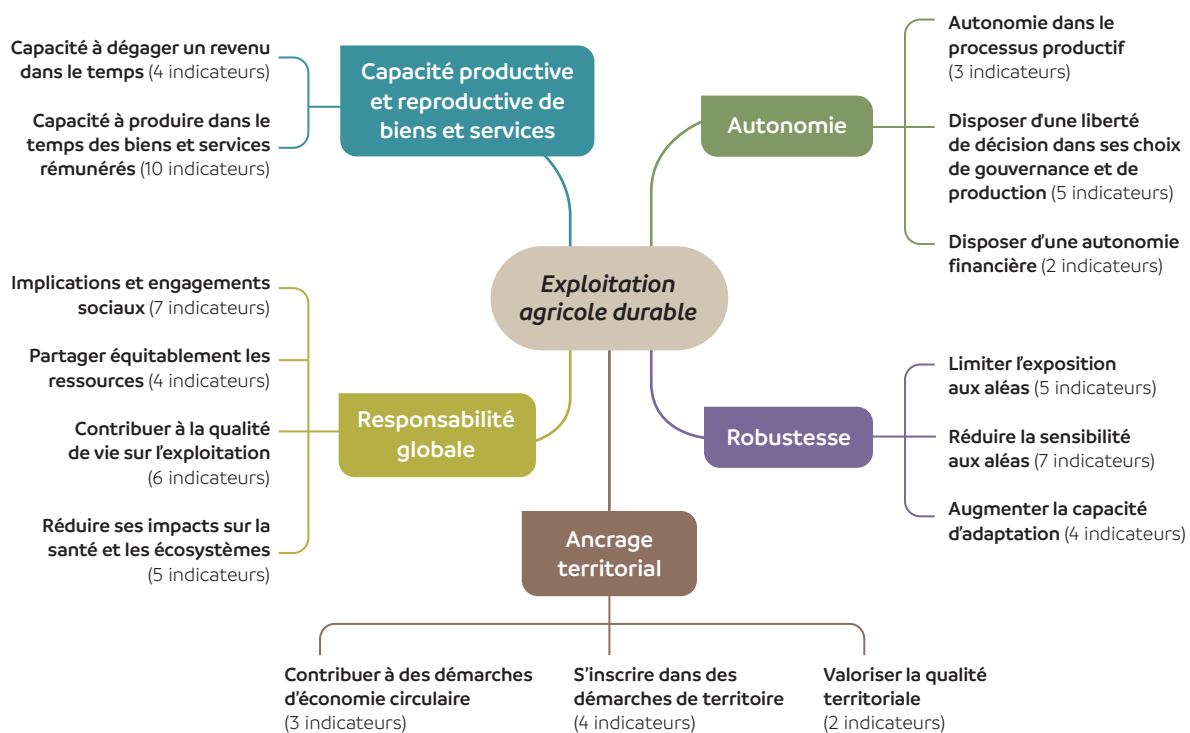 Capacité à dégager un revenu
dans le temps (4 indicateurs)
Capacité à produire dans le
temps des biens et services
rémunérés (10 indicateurs)
Capacité productive
et reproductive de
biens et services
Autonomie
Autonomie dans le
processus productif
(3 indicateurs)
Disposer d'une liberté
de décision dans ses choix
de gouvernance et de
production (5 indicateurs)
Disposer d'une autonomie
financière (2 indicateurs)
Exploitation
agricole durable
Implications et engagements
sociaux (7 indicateurs)
Partager équitablement les
ressources (4 indicateurs)
Contribuer à la qualité
de vie sur l'exploitation
(6 indicateurs)
Réduire ses impacts sur la
santé et les écosystèmes
(5 indicateurs)
Responsabilité
globale
Robustesse
Limiter l'exposition
aux aléas (5 indicateurs)
Réduire la sensibilité
aux aléas (7 indicateurs)
Augmenter la capacité
d'adaptation (4 indicateurs)
Ancrage
territorial
Contribuer à des démarches
d'économie circulaire
(3 indicateurs)
S'inscrire dans des
démarches de territoire
(4 indicateurs)
Valoriser la qualité
territoriale
(2 indicateurs)